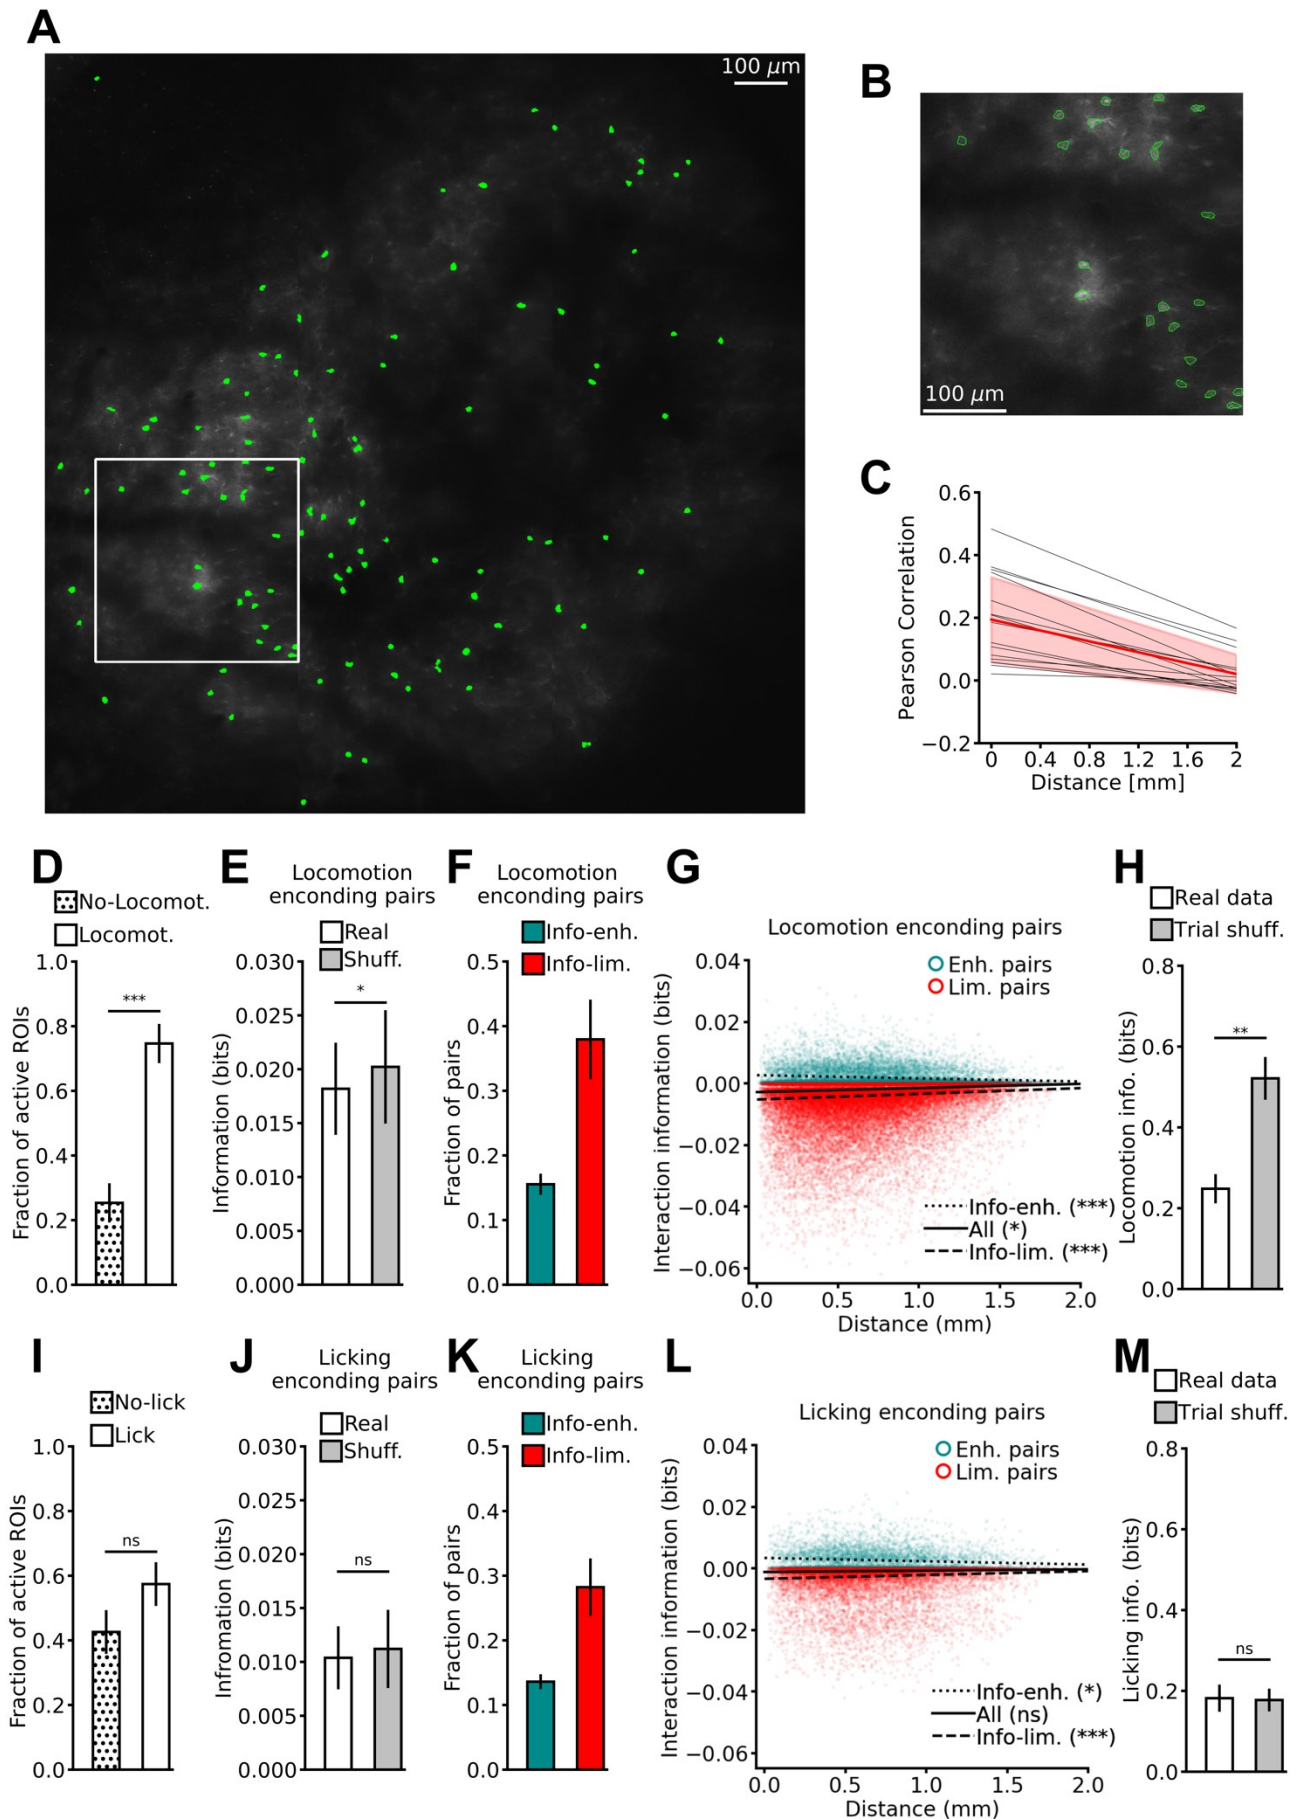 A
100 μm
B
100 μm
C
Pearson Correlation
0.6
0.4
0.2
0.0
−0.2
0 0.4 0.8 1.2 1.6 2
Distance [mm]
D
No-Locomot.
Locomot.
Fraction of active ROIs
1.0
0.8
0.6
0.4
0.2
0.0
***
E
Locomotion
enconding pairs
Real
Shuff.
Information (bits)
0.030
0.025
0.020
0.015
0.010
0.005
0.000
*
F
Locomotion
enconding pairs
Info-enh.
Info-lim.
Fraction of pairs
0.5
0.4
0.3
0.2
0.1
0.0
G
Locomotion enconding pairs
Enh. pairs
Lim. pairs
Interaction information (bits)
0.04
0.02
0.00
−0.02
−0.04
−0.06
Info-enh. (***)
All (*)
Info-lim. (***)
0.0 0.5 1.0 1.5 2.0
Distance (mm)
H
Real data
Trial shuff.
Locomotion info. (bits)
0.8
0.6
0.4
0.2
0.0
**
I
No-lick
Lick
Fraction of active ROIs
1.0
0.8
0.6
0.4
0.2
0.0
ns
J
Licking
enconding pairs
Real
Shuff.
Infromation (bits)
0.030
0.025
0.020
0.015
0.010
0.005
0.000
ns
K
Licking
enconding pairs
Info-enh.
Info-lim.
Fraction of pairs
0.5
0.4
0.3
0.2
0.1
0.0
L
Licking enconding pairs
Enh. pairs
Lim. pairs
Interaction information (bits)
0.04
0.02
0.00
−0.02
−0.04
−0.06
Info-enh. (*)
All (ns)
Info-lim. (***)
0.0 0.5 1.0 1.5 2.0
Distance (mm)
M
Real data
Trial shuff.
Licking info. (bits)
0.8
0.6
0.4
0.2
0.0
ns